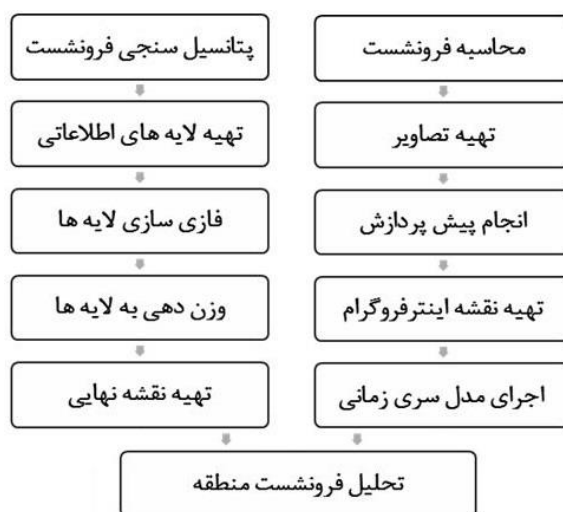 محاسبه فرونشست
تهیه تصاویر
انجام پیش پردازش
تهیه نقشه اینترفروگرام
اجرای مدل سری زمانی
پتانسیل سنجی فرونشست
تهیه لایه های اطلاعاتی
فازی سازی لایه ها
وزن دهی به لایه ها
تهیه نقشه نهایی
تحلیل فرونشست منطقه